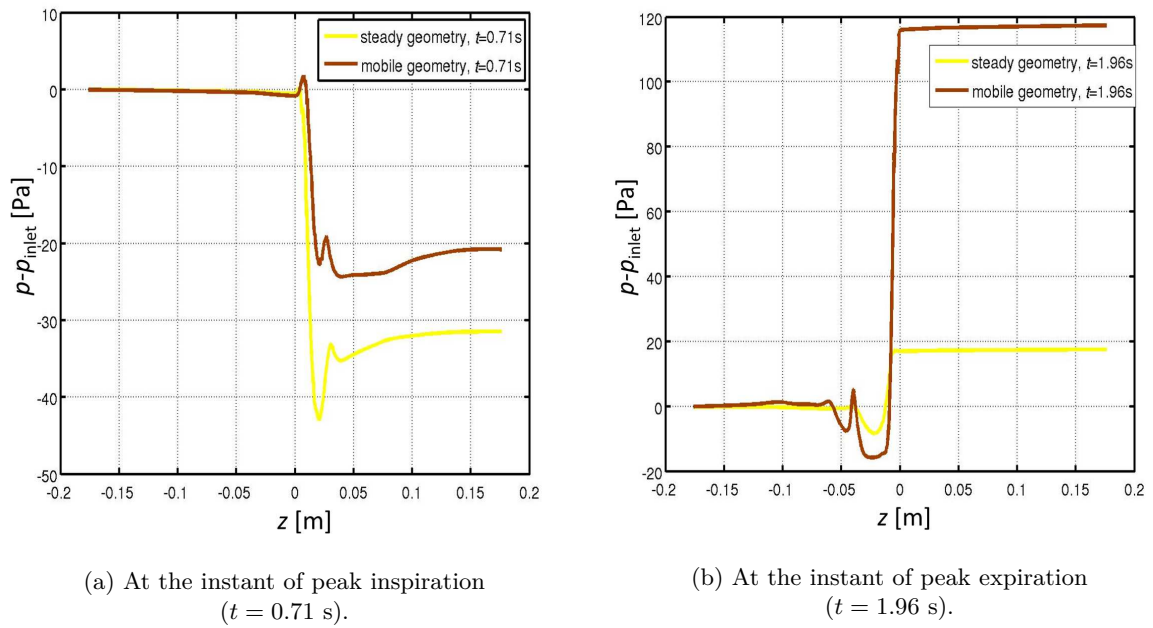 10
0
-10
-20
-30
-40
-50
-0.2
-0.15
-0.1
-0.05
0
0.05
0.1
0.15
0.2
p-p_inlet [Pa]
z [m]
steady geometry, t=0.71s
mobile geometry, t=0.71s
(a) At the instant of peak inspiration
(t = 0.71 s).
120
100
80
60
40
20
0
-20
-0.2
-0.15
-0.1
-0.05
0
0.05
0.1
0.15
0.2
p-p_inlet [Pa]
z [m]
steady geometry, t=1.96s
mobile geometry, t=1.96s
(b) At the instant of peak expiration
(t = 1.96 s).